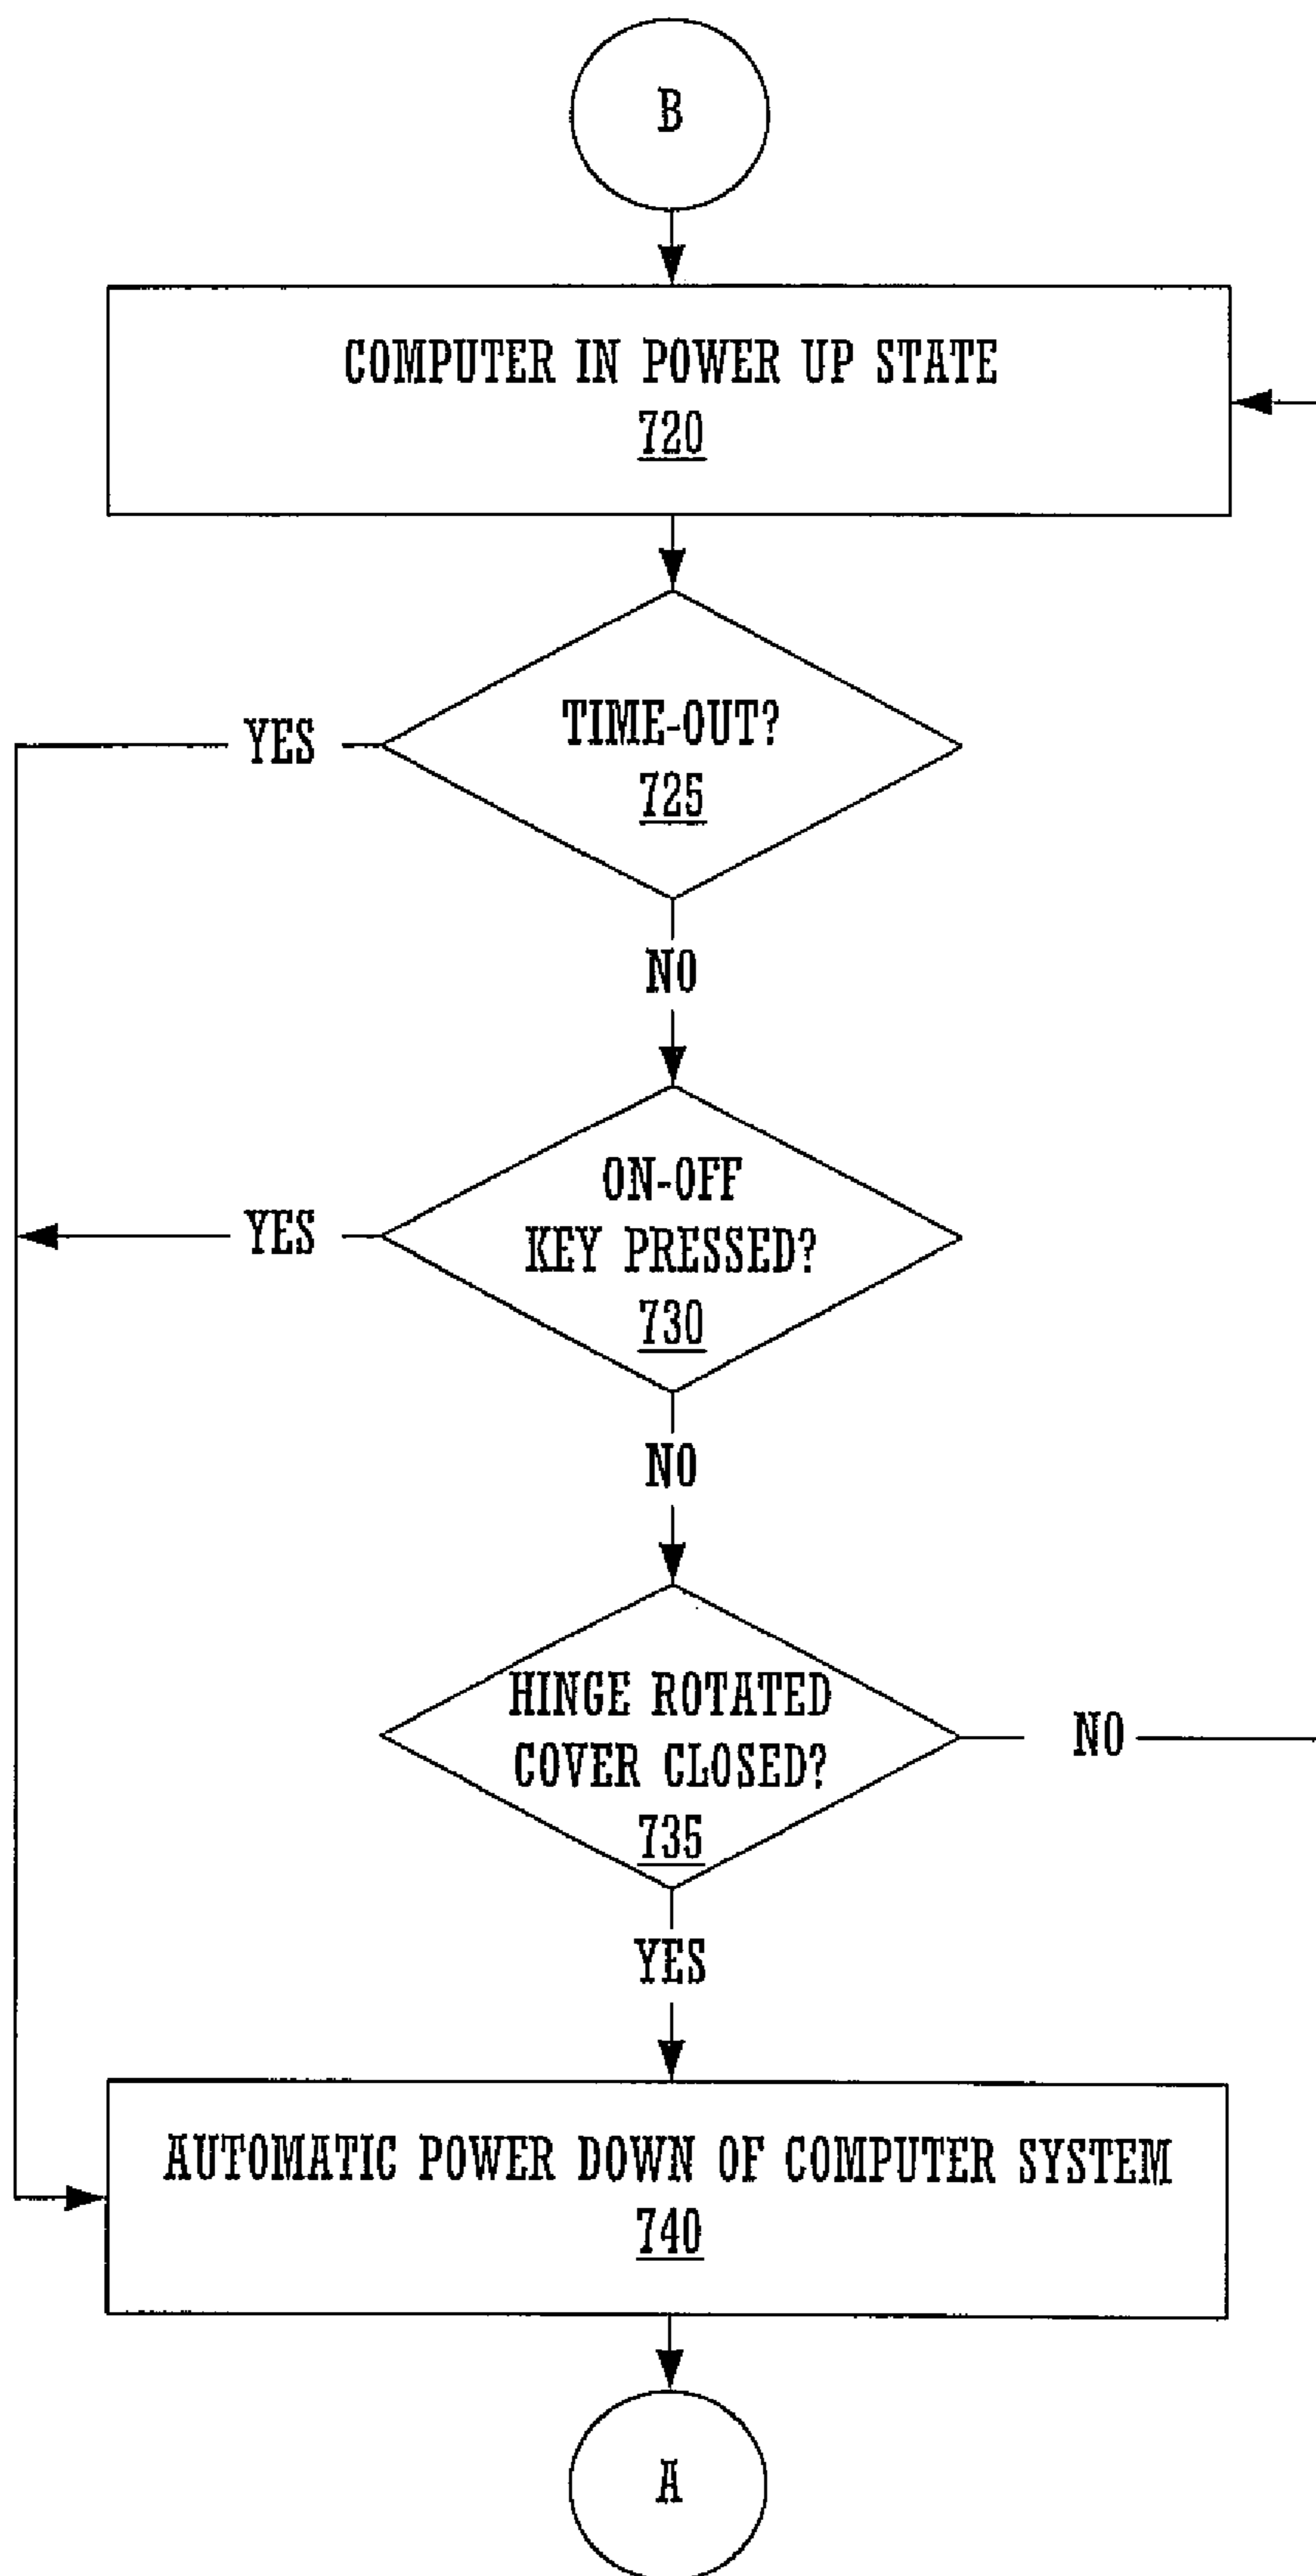 B
COMPUTER IN POWER UP STATE
720
TIME-OUT?
725
YES
NO
ON-OFF
KEY PRESSED?
730
YES
NO
HINGE ROTATED
COVER CLOSED?
735
NO
YES
AUTOMATIC POWER DOWN OF COMPUTER SYSTEM
740
A